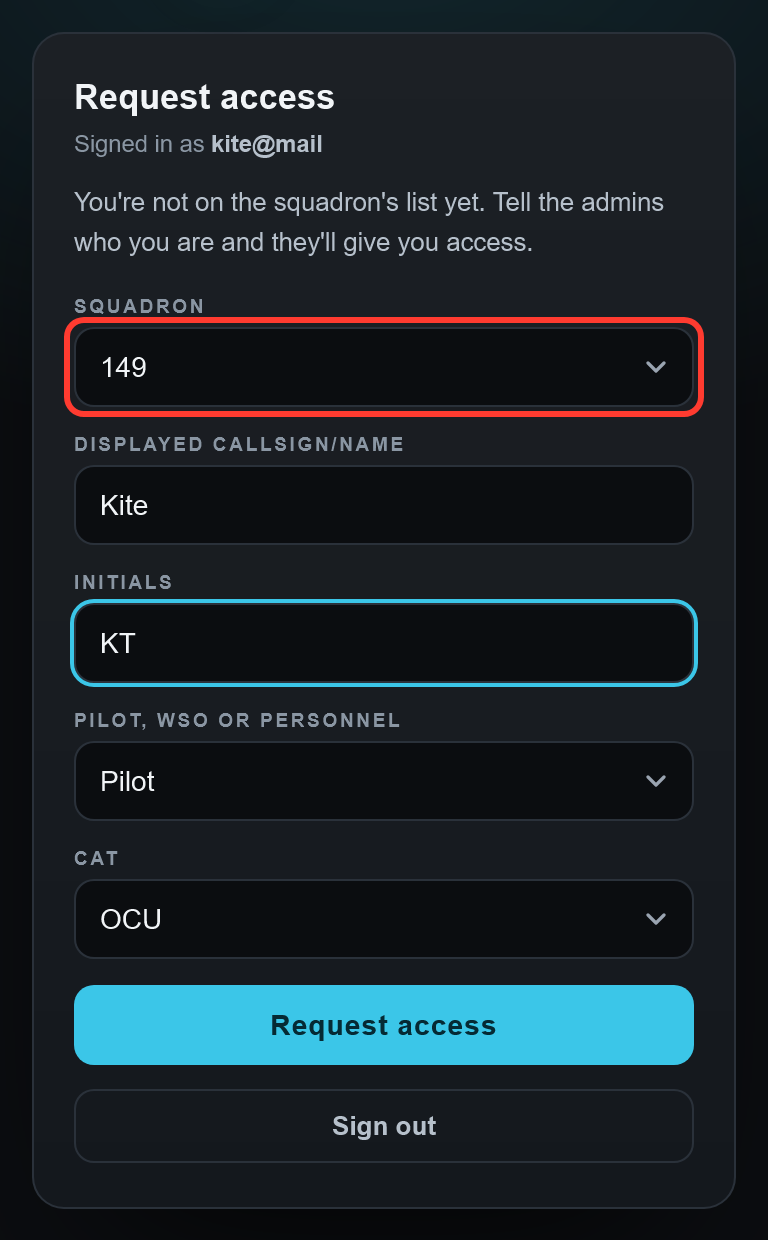 Request access
Signed in as kite@mail
You're not on the squadron's list yet. Tell the admins
who you are and they'll give you access.
SQUADRON
149
DISPLAYED CALLSIGN/NAME
Kite
INITIALS
KT
PILOT, WSO OR PERSONNEL
Pilot
CAT
OCU
Request access
Sign out